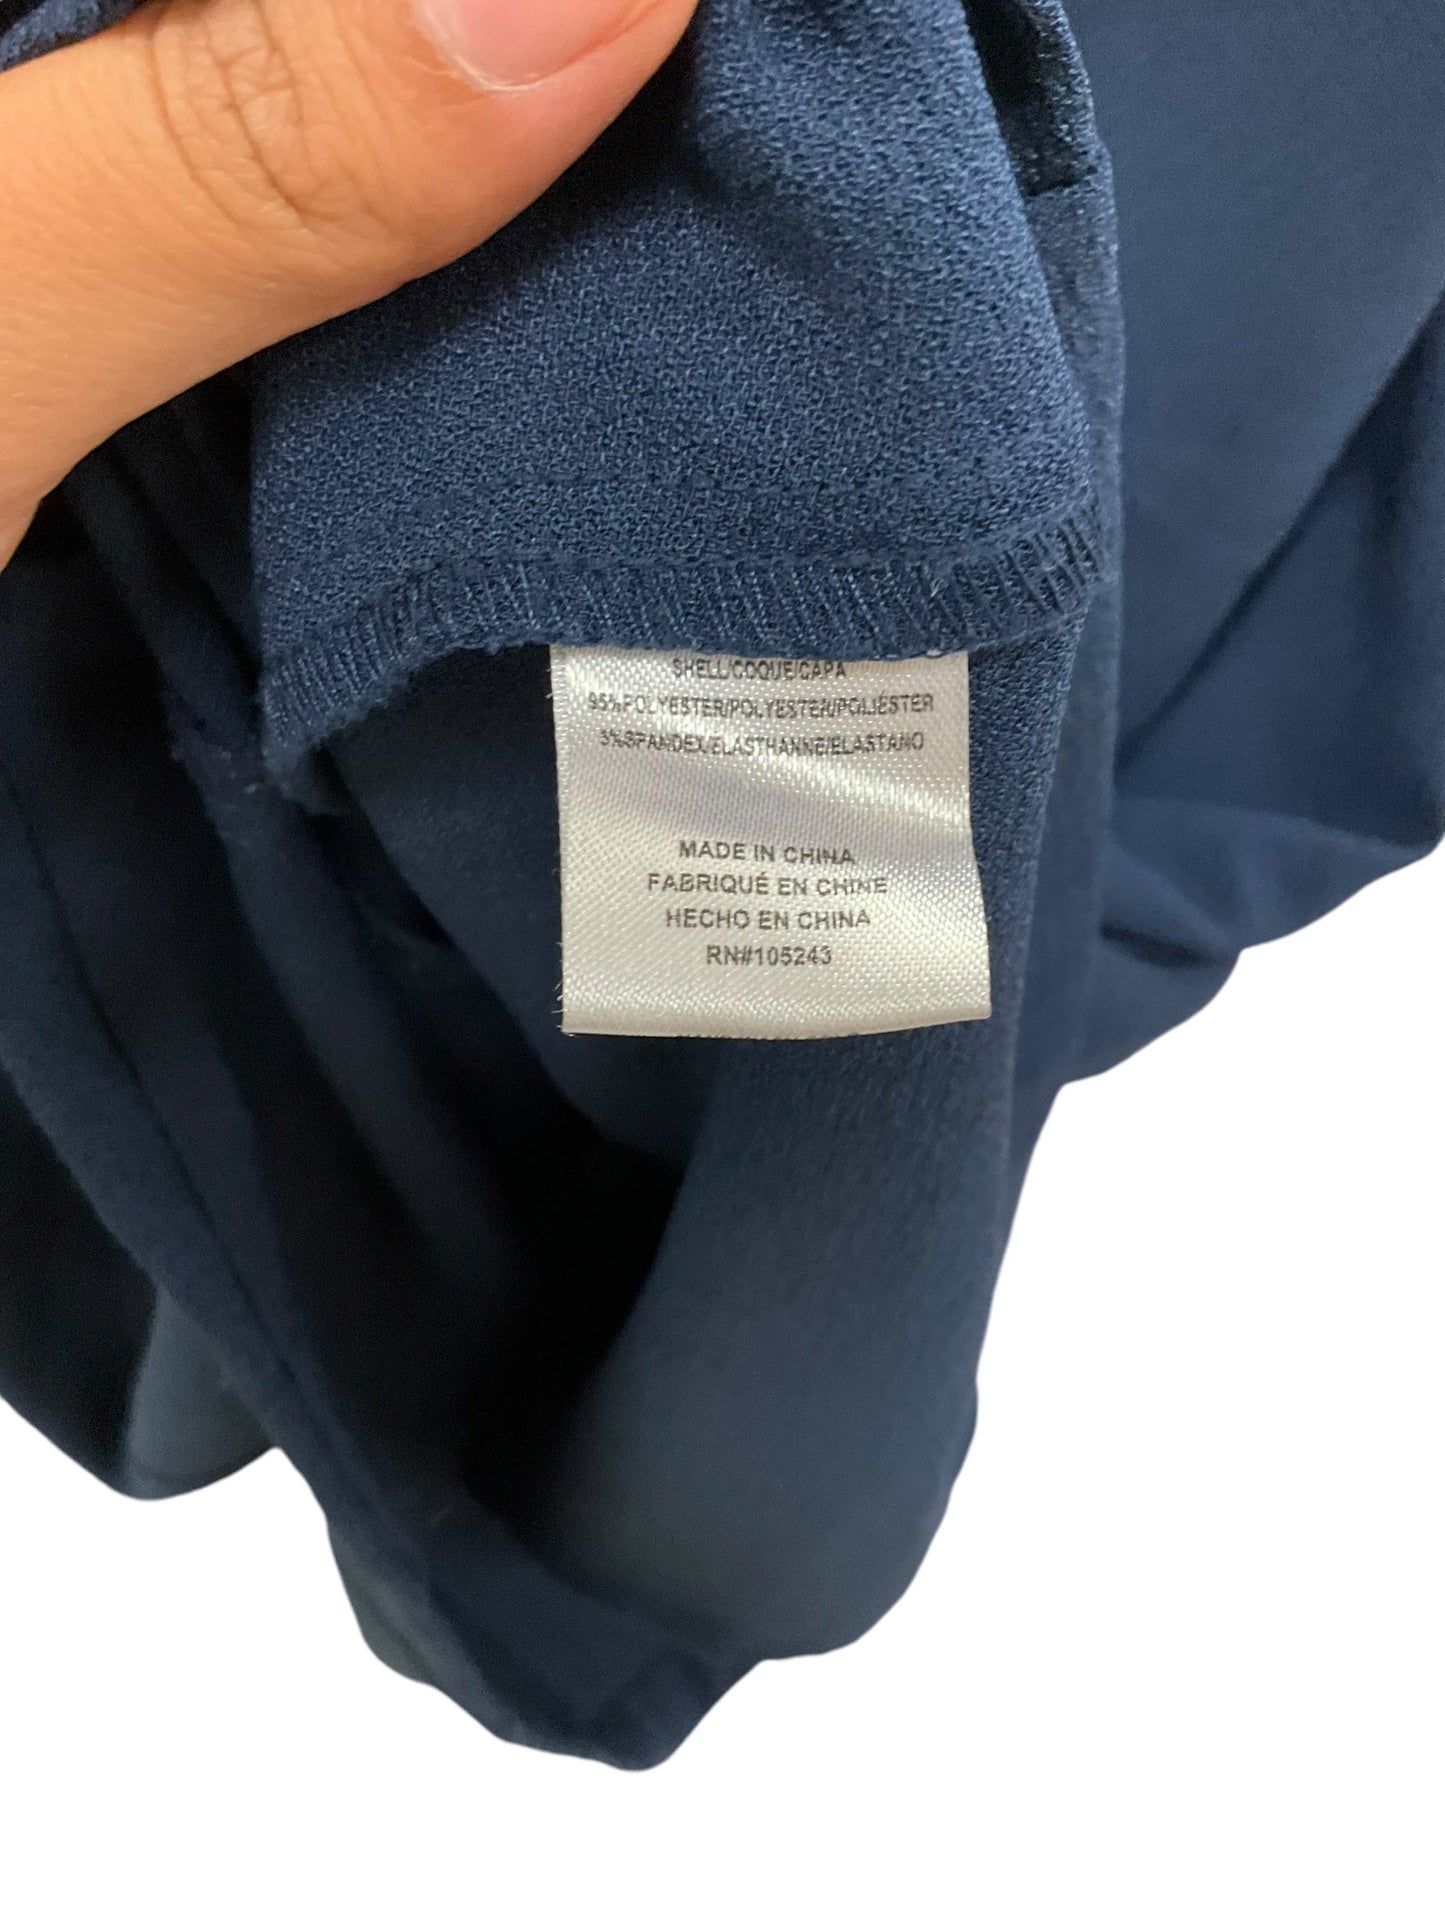 SHELL/COQUE/CAPA
95%POLYESTER/POLYESTER/POLIÉSTER
5%SPANDEX/ELASTHANNE/ELASTANO
MADE IN CHINA
FABRIQUÉ EN CHINE
HECHO EN CHINA
RN#105243